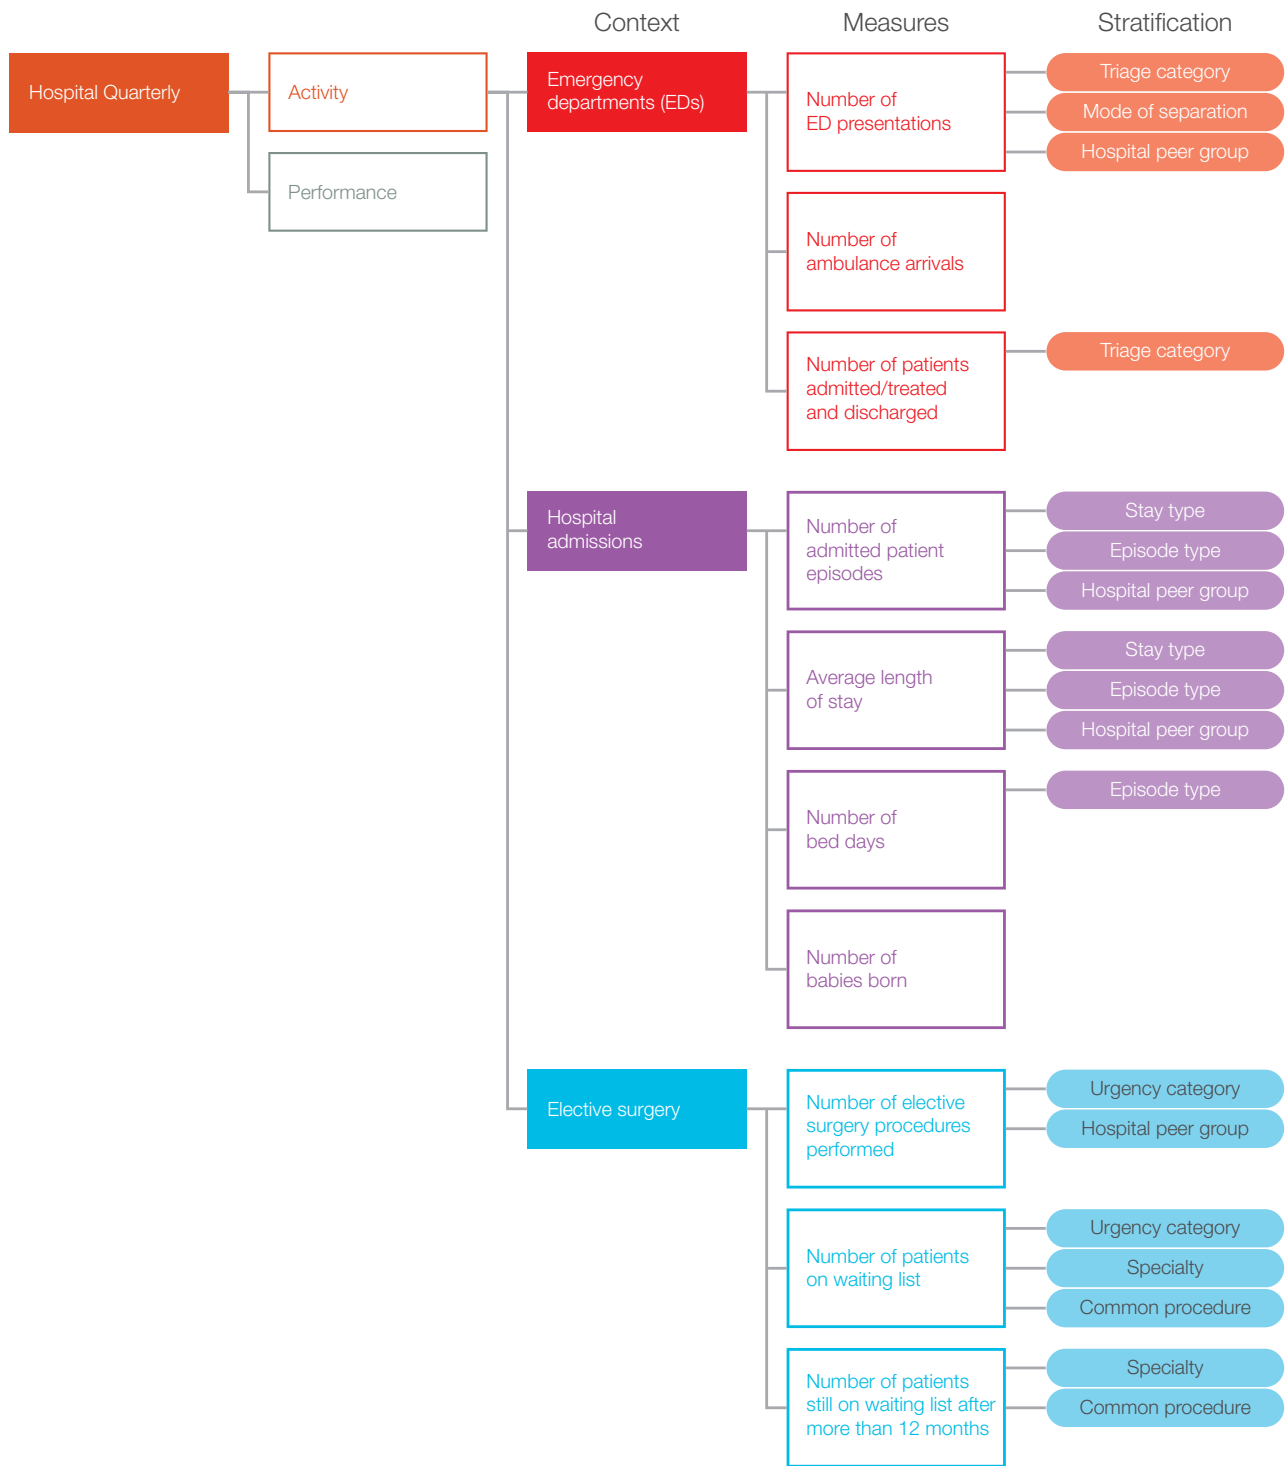 Context
Measures
Stratification
Hospital Quarterly
Activity
Performance
Emergency
departments (EDs)
Number of
ED presentations
Triage category
Mode of separation
Hospital peer group
Number of
ambulance arrivals
Number of patients
admitted/treated
and discharged
Triage category
Hospital
admissions
Number of
admitted patient
episodes
Stay type
Episode type
Hospital peer group
Average length
of stay
Stay type
Episode type
Hospital peer group
Number of
bed days
Episode type
Number of
babies born
Elective surgery
Number of elective
surgery procedures
performed
Urgency category
Hospital peer group
Number of patients
on waiting list
Urgency category
Specialty
Common procedure
Number of patients
still on waiting list after
more than 12 months
Specialty
Common procedure